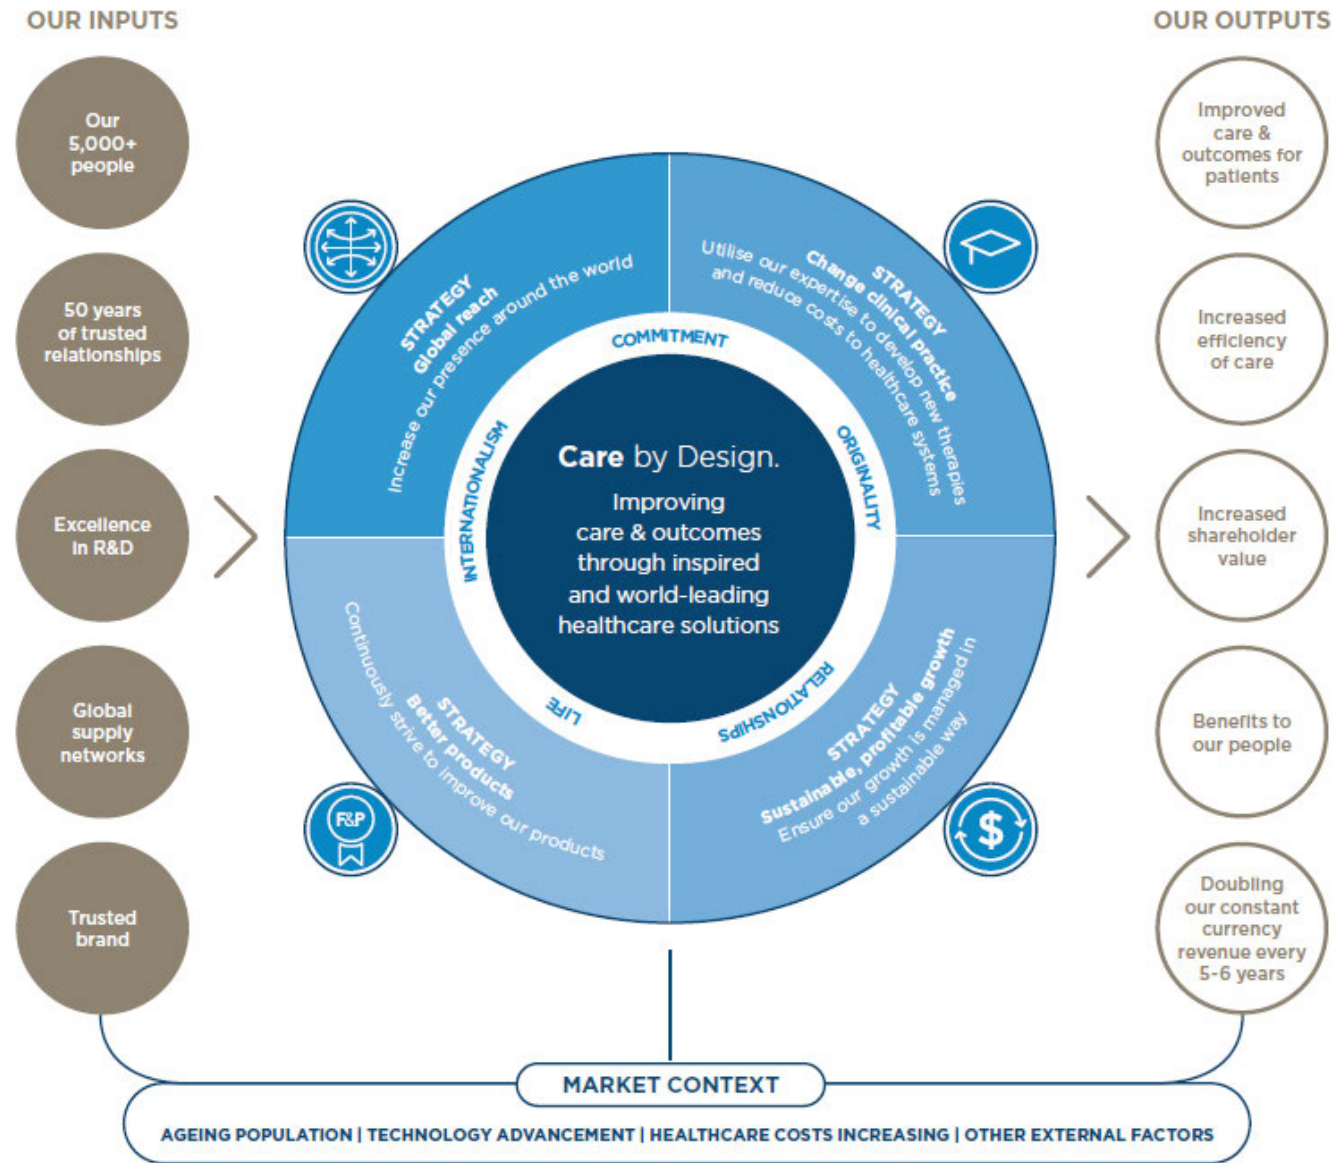 OUR INPUTS
Our
5,000+
people
50 years
of trusted
relationships
Excellence
in R&D
Global
supply
networks
Trusted
brand
STRATEGY
Global reach
Increase our presence around the world
STRATEGY
Change clinical practice
Utilise our expertise to develop new therapies
and reduce costs to healthcare systems
STRATEGY
Better products
Continuously strive to improve our products
F&P
STRATEGY
Sustainable, profitable growth
Ensure our growth is managed in
a sustainable way
$
COMMITMENT
ORIGINALITY
RELATIONSHIPS
LIFE
INTERNATIONALISM
Care by Design.
Improving
care & outcomes
through inspired
and world-leading
healthcare solutions
OUR OUTPUTS
Improved
care &
outcomes for
patients
Increased
efficiency
of care
Increased
shareholder
value
Benefits to
our people
Doubling
our constant
currency
revenue every
5-6 years
MARKET CONTEXT
AGEING POPULATION | TECHNOLOGY ADVANCEMENT | HEALTHCARE COSTS INCREASING | OTHER EXTERNAL FACTORS